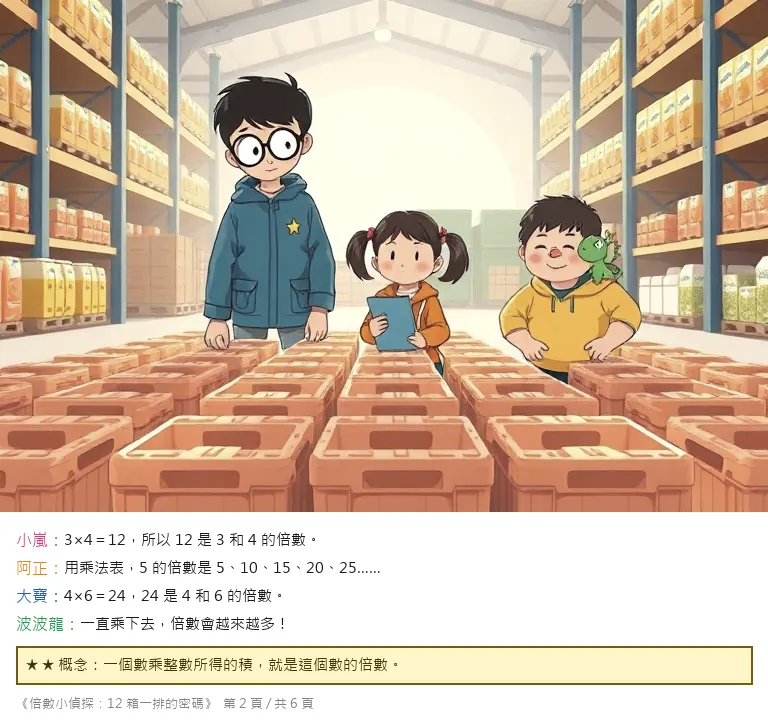 小嵐：3×4＝12，所以 12 是 3 和 4 的倍數。
阿正：用乘法表，5 的倍數是 5、10、15、20、25......
大寶：4×6＝24，24 是 4 和 6 的倍數。
波波龍：一直乘下去，倍數會越來越多！
★★ 概念：一個數乘整數所得的積，就是這個數的倍數。
《倍數小偵探：12 箱一排的密碼》 第 2 頁 / 共 6 頁